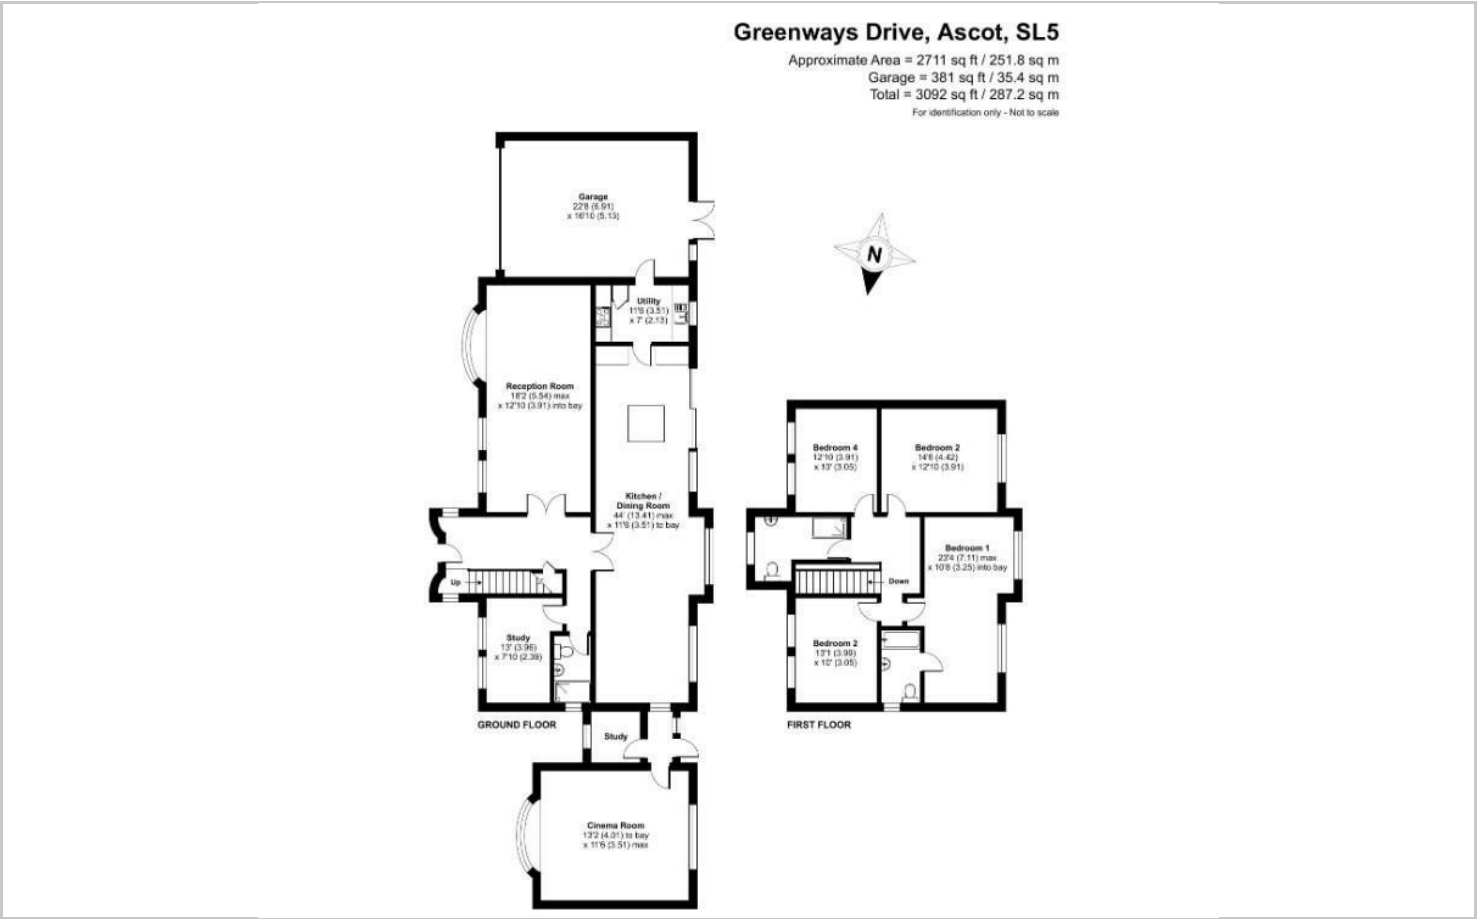 Greenways Drive, Ascot, SL5
Approximate Area = 2711 sq ft / 251.8 sq m
Garage = 381 sq ft / 35.4 sq m
Total = 3092 sq ft / 287.2 sq m
For identification only - Not to scale
Garage
22'8 (6.91)
x 16'10 (5.13)
N
Utility
11'6 (3.51)
x 7' (2.13)
Reception Room
18'2 (5.54) max
x 12'10 (3.91) into bay
Kitchen /
Dining Room
44' (13.41) max
x 11'6 (3.51) to bay
Up
Study
13' (3.96)
x 7'10 (2.39)
GROUND FLOOR
Study
Cinema Room
13'2 (4.01) to bay
x 11'6 (3.51) max
Bedroom 4
12'10 (3.91)
x 10' (3.05)
Bedroom 2
14'6 (4.42)
x 12'10 (3.91)
Bedroom 1
23'4 (7.11) max
x 10'8 (3.25) into bay
Down
Bedroom 2
13'1 (3.99)
x 10' (3.05)
FIRST FLOOR